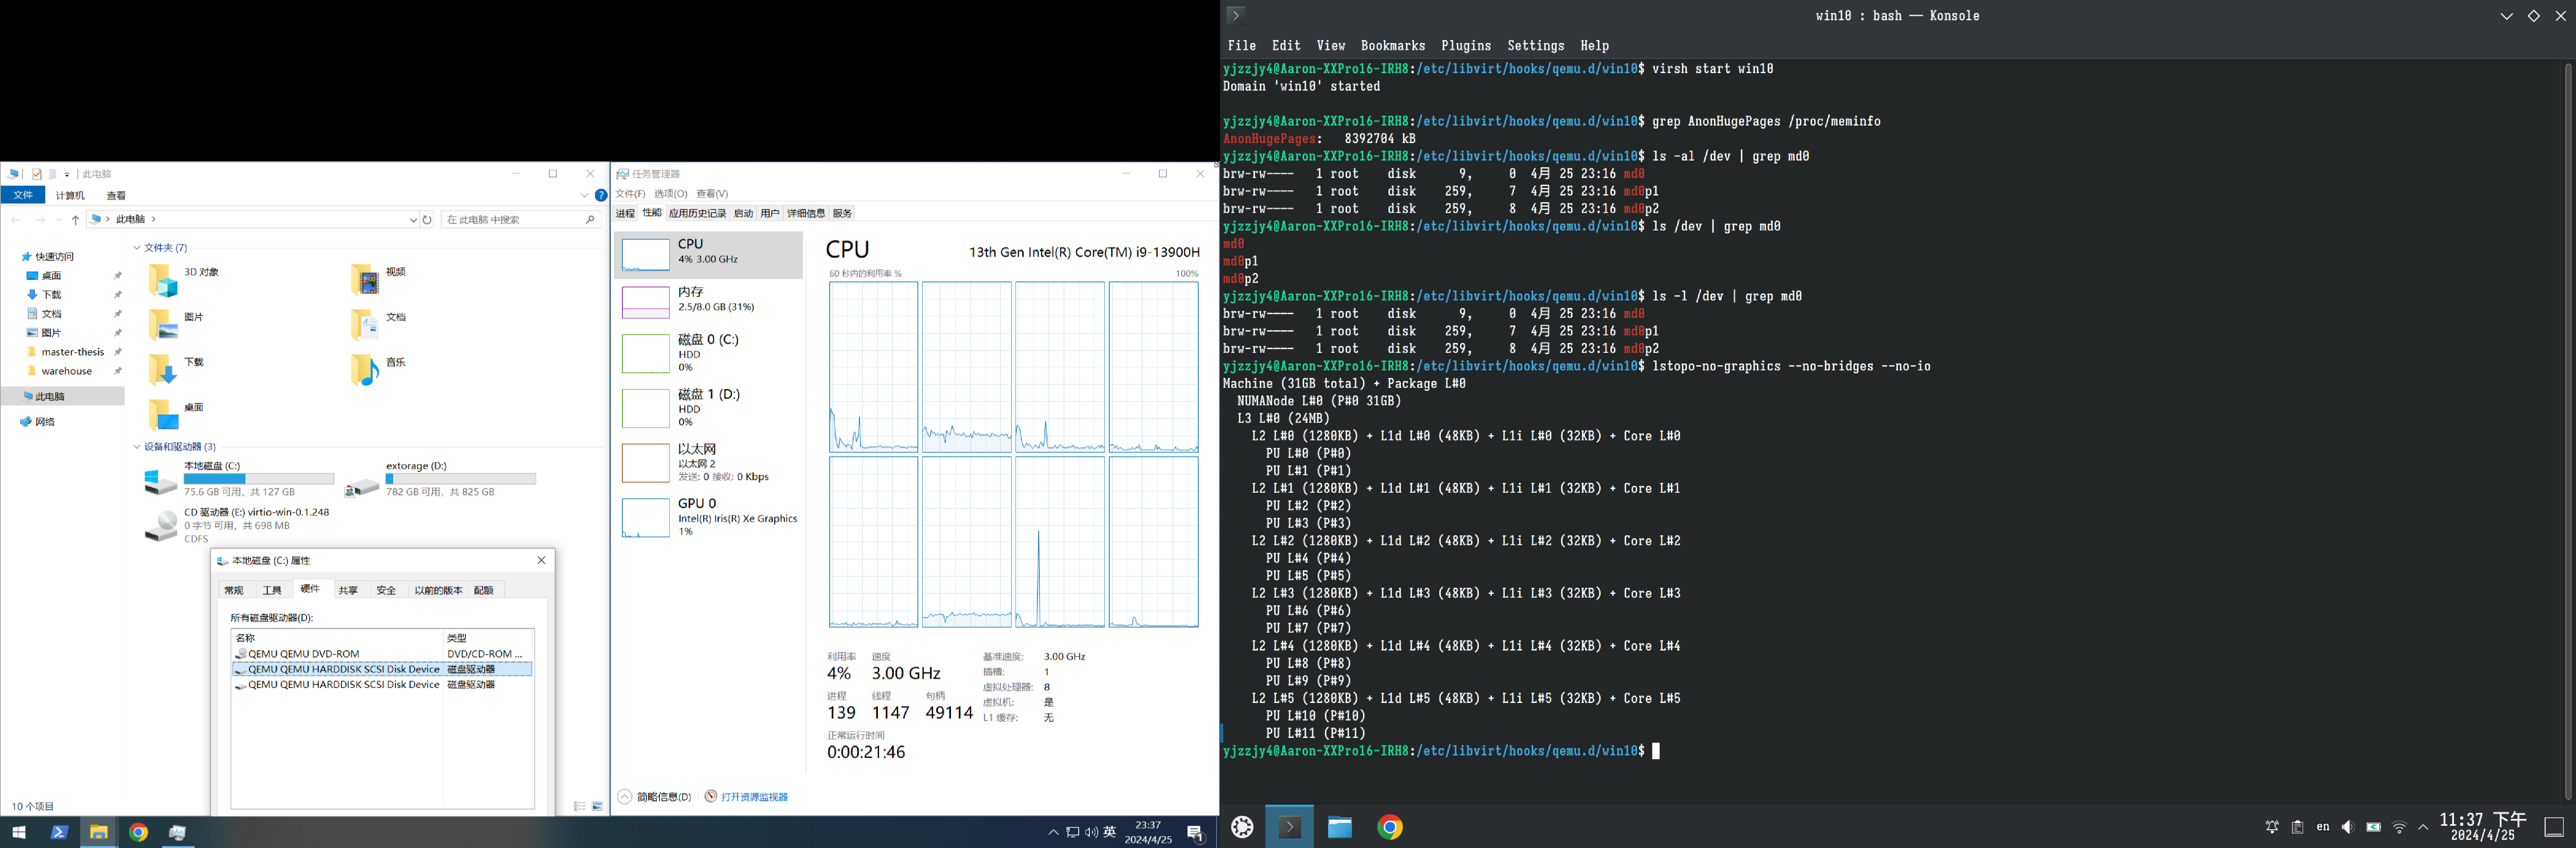 此电脑
文件 计算机 查看
此电脑
在 此电脑 中搜索
快速访问
桌面
下载
文档
图片
master-thesis
warehouse
此电脑
网络
文件夹 (7)
3D 对象
视频
图片
文档
下载
音乐
桌面
设备和驱动器 (3)
本地磁盘 (C:)
75.6 GB 可用，共 127 GB
extorage (D:)
782 GB 可用，共 825 GB
CD 驱动器 (E:) virtio-win-0.1.248
0 字节 可用，共 698 MB
CDFS
本地磁盘 (C:) 属性
常规 工具 硬件 共享 安全 以前的版本 配额
所有磁盘驱动器(D):
名称 类型
QEMU QEMU DVD-ROM DVD/CD-ROM ...
QEMU QEMU HARDDISK SCSI Disk Device 磁盘驱动器
QEMU QEMU HARDDISK SCSI Disk Device 磁盘驱动器
10 个项目
任务管理器
文件(F) 选项(O) 查看(V)
进程 性能 应用历史记录 启动 用户 详细信息 服务
CPU
4% 3.00 GHz
内存
2.5/8.0 GB (31%)
磁盘 0 (C:)
HDD
0%
磁盘 1 (D:)
HDD
0%
以太网
以太网 2
发送: 0 接收: 0 Kbps
GPU 0
Intel(R) Iris(R) Xe Graphics
1%
CPU 13th Gen Intel(R) Core(TM) i9-13900H
60 秒内的利用率 % 100%
利用率 速度
4% 3.00 GHz
进程 线程 句柄
139 1147 49114
正常运行时间
0:00:21:46
基准速度: 3.00 GHz
插槽: 1
虚拟处理器: 8
虚拟机: 是
L1 缓存: 无
简略信息(D) 打开资源监视器
英
23:37
2024/4/25
1
win10 : bash — Konsole
File Edit View Bookmarks Plugins Settings Help
yjzzjy4@Aaron-XXPro16-IRH8:/etc/libvirt/hooks/qemu.d/win10$ virsh start win10
Domain 'win10' started
yjzzjy4@Aaron-XXPro16-IRH8:/etc/libvirt/hooks/qemu.d/win10$ grep AnonHugePages /proc/meminfo
AnonHugePages:   8392704 kB
yjzzjy4@Aaron-XXPro16-IRH8:/etc/libvirt/hooks/qemu.d/win10$ ls -al /dev | grep md0
brw-rw----   1 root    disk      9,     0  4月 25 23:16 md0
brw-rw----   1 root    disk    259,     7  4月 25 23:16 md0p1
brw-rw----   1 root    disk    259,     8  4月 25 23:16 md0p2
yjzzjy4@Aaron-XXPro16-IRH8:/etc/libvirt/hooks/qemu.d/win10$ ls /dev | grep md0
md0
md0p1
md0p2
yjzzjy4@Aaron-XXPro16-IRH8:/etc/libvirt/hooks/qemu.d/win10$ ls -l /dev | grep md0
brw-rw----   1 root    disk      9,     0  4月 25 23:16 md0
brw-rw----   1 root    disk    259,     7  4月 25 23:16 md0p1
brw-rw----   1 root    disk    259,     8  4月 25 23:16 md0p2
yjzzjy4@Aaron-XXPro16-IRH8:/etc/libvirt/hooks/qemu.d/win10$ lstopo-no-graphics --no-bridges --no-io
Machine (31GB total) + Package L#0
  NUMANode L#0 (P#0 31GB)
  L3 L#0 (24MB)
    L2 L#0 (1280KB) + L1d L#0 (48KB) + L1i L#0 (32KB) + Core L#0
      PU L#0 (P#0)
      PU L#1 (P#1)
    L2 L#1 (1280KB) + L1d L#1 (48KB) + L1i L#1 (32KB) + Core L#1
      PU L#2 (P#2)
      PU L#3 (P#3)
    L2 L#2 (1280KB) + L1d L#2 (48KB) + L1i L#2 (32KB) + Core L#2
      PU L#4 (P#4)
      PU L#5 (P#5)
    L2 L#3 (1280KB) + L1d L#3 (48KB) + L1i L#3 (32KB) + Core L#3
      PU L#6 (P#6)
      PU L#7 (P#7)
    L2 L#4 (1280KB) + L1d L#4 (48KB) + L1i L#4 (32KB) + Core L#4
      PU L#8 (P#8)
      PU L#9 (P#9)
    L2 L#5 (1280KB) + L1d L#5 (48KB) + L1i L#5 (32KB) + Core L#5
      PU L#10 (P#10)
      PU L#11 (P#11)
yjzzjy4@Aaron-XXPro16-IRH8:/etc/libvirt/hooks/qemu.d/win10$
en
11:37 下午
2024/4/25